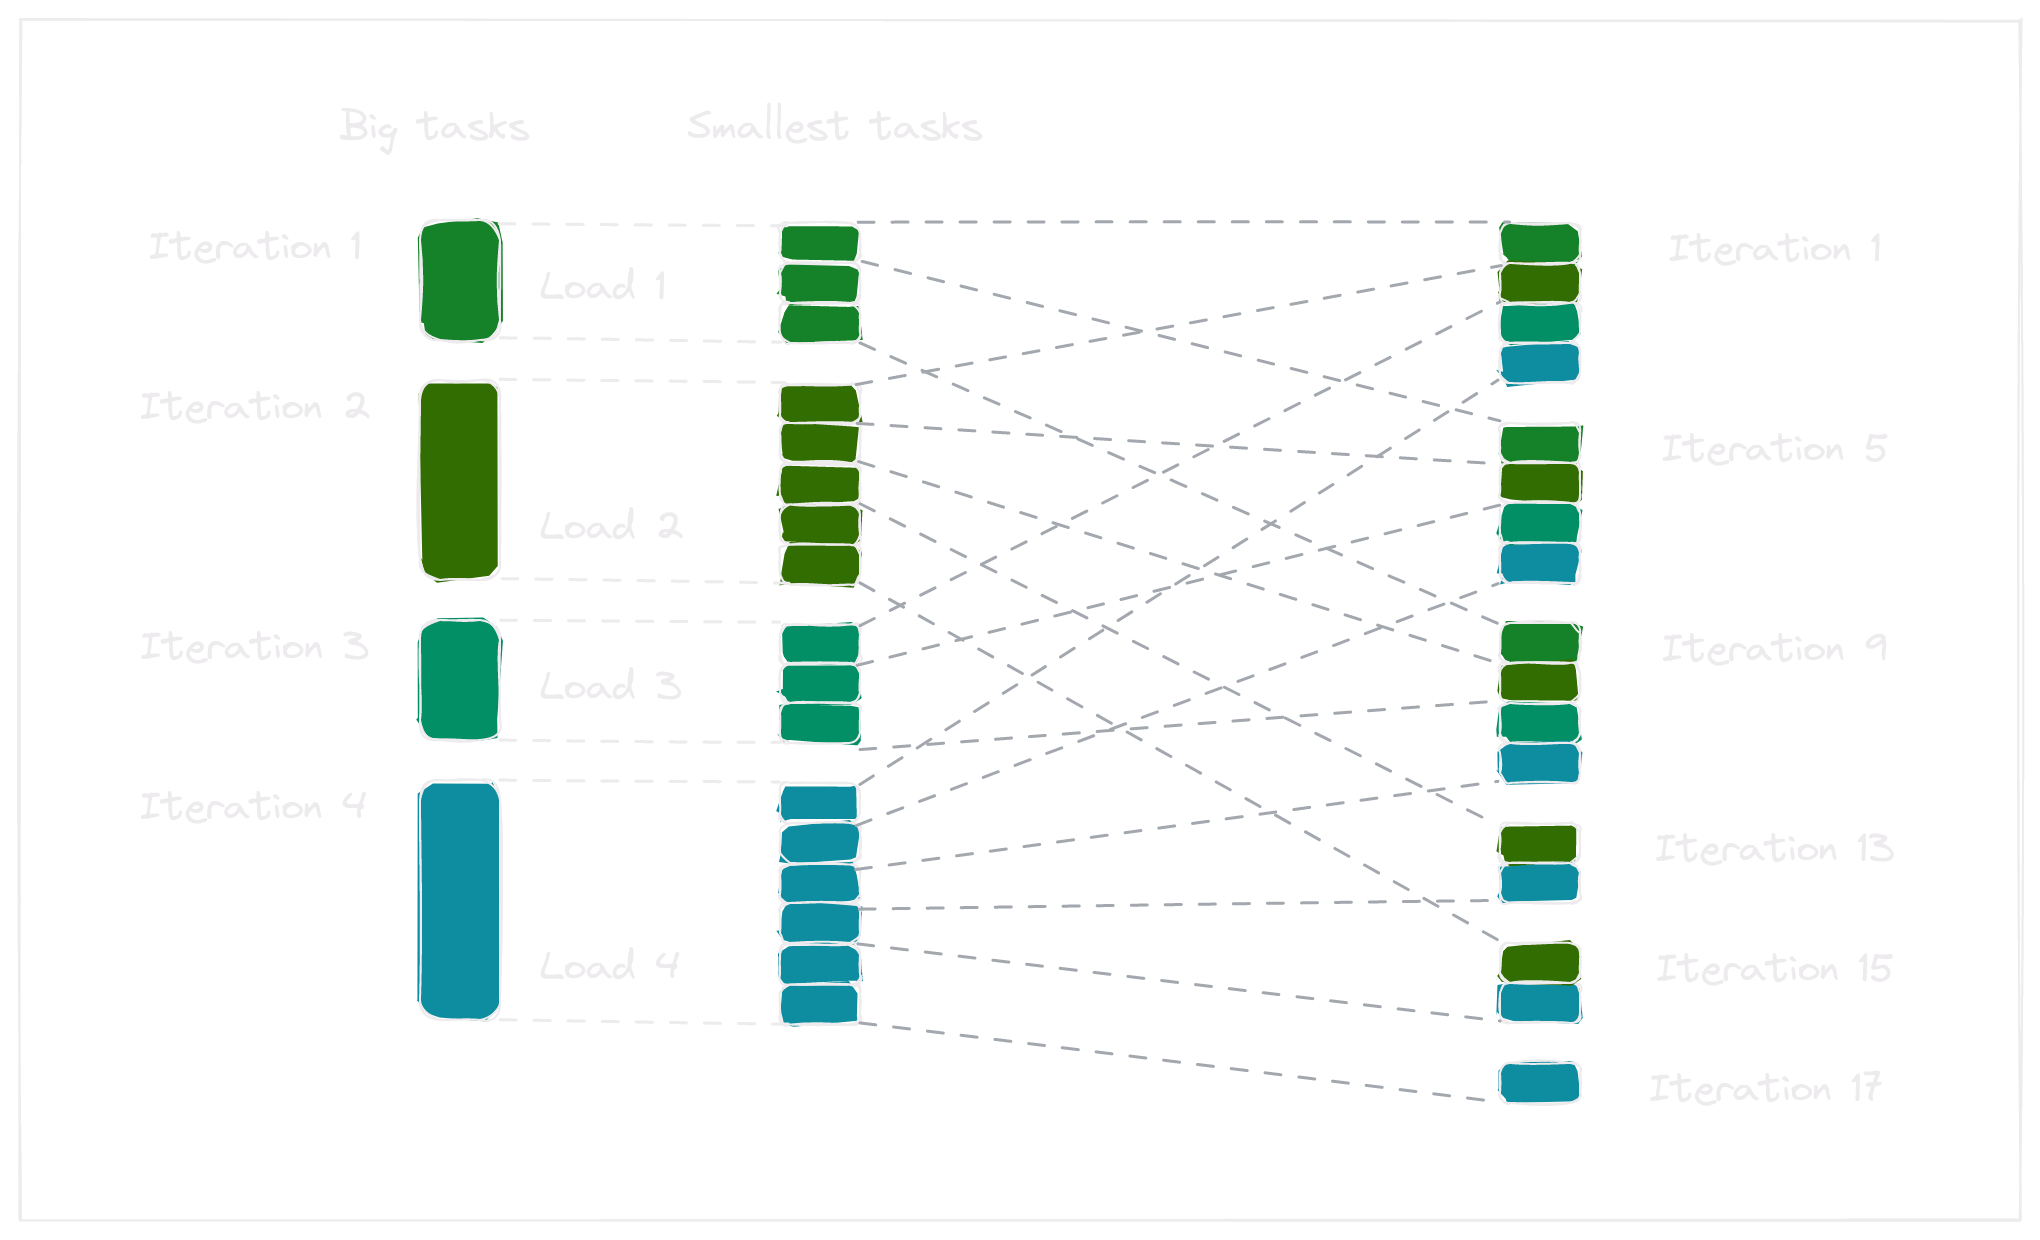 Big tasks
Smallest tasks
Iteration 1
Load 1
Iteration 2
Load 2
Iteration 3
Load 3
Iteration 4
Load 4
Iteration 1
Iteration 5
Iteration 9
Iteration 13
Iteration 15
Iteration 17